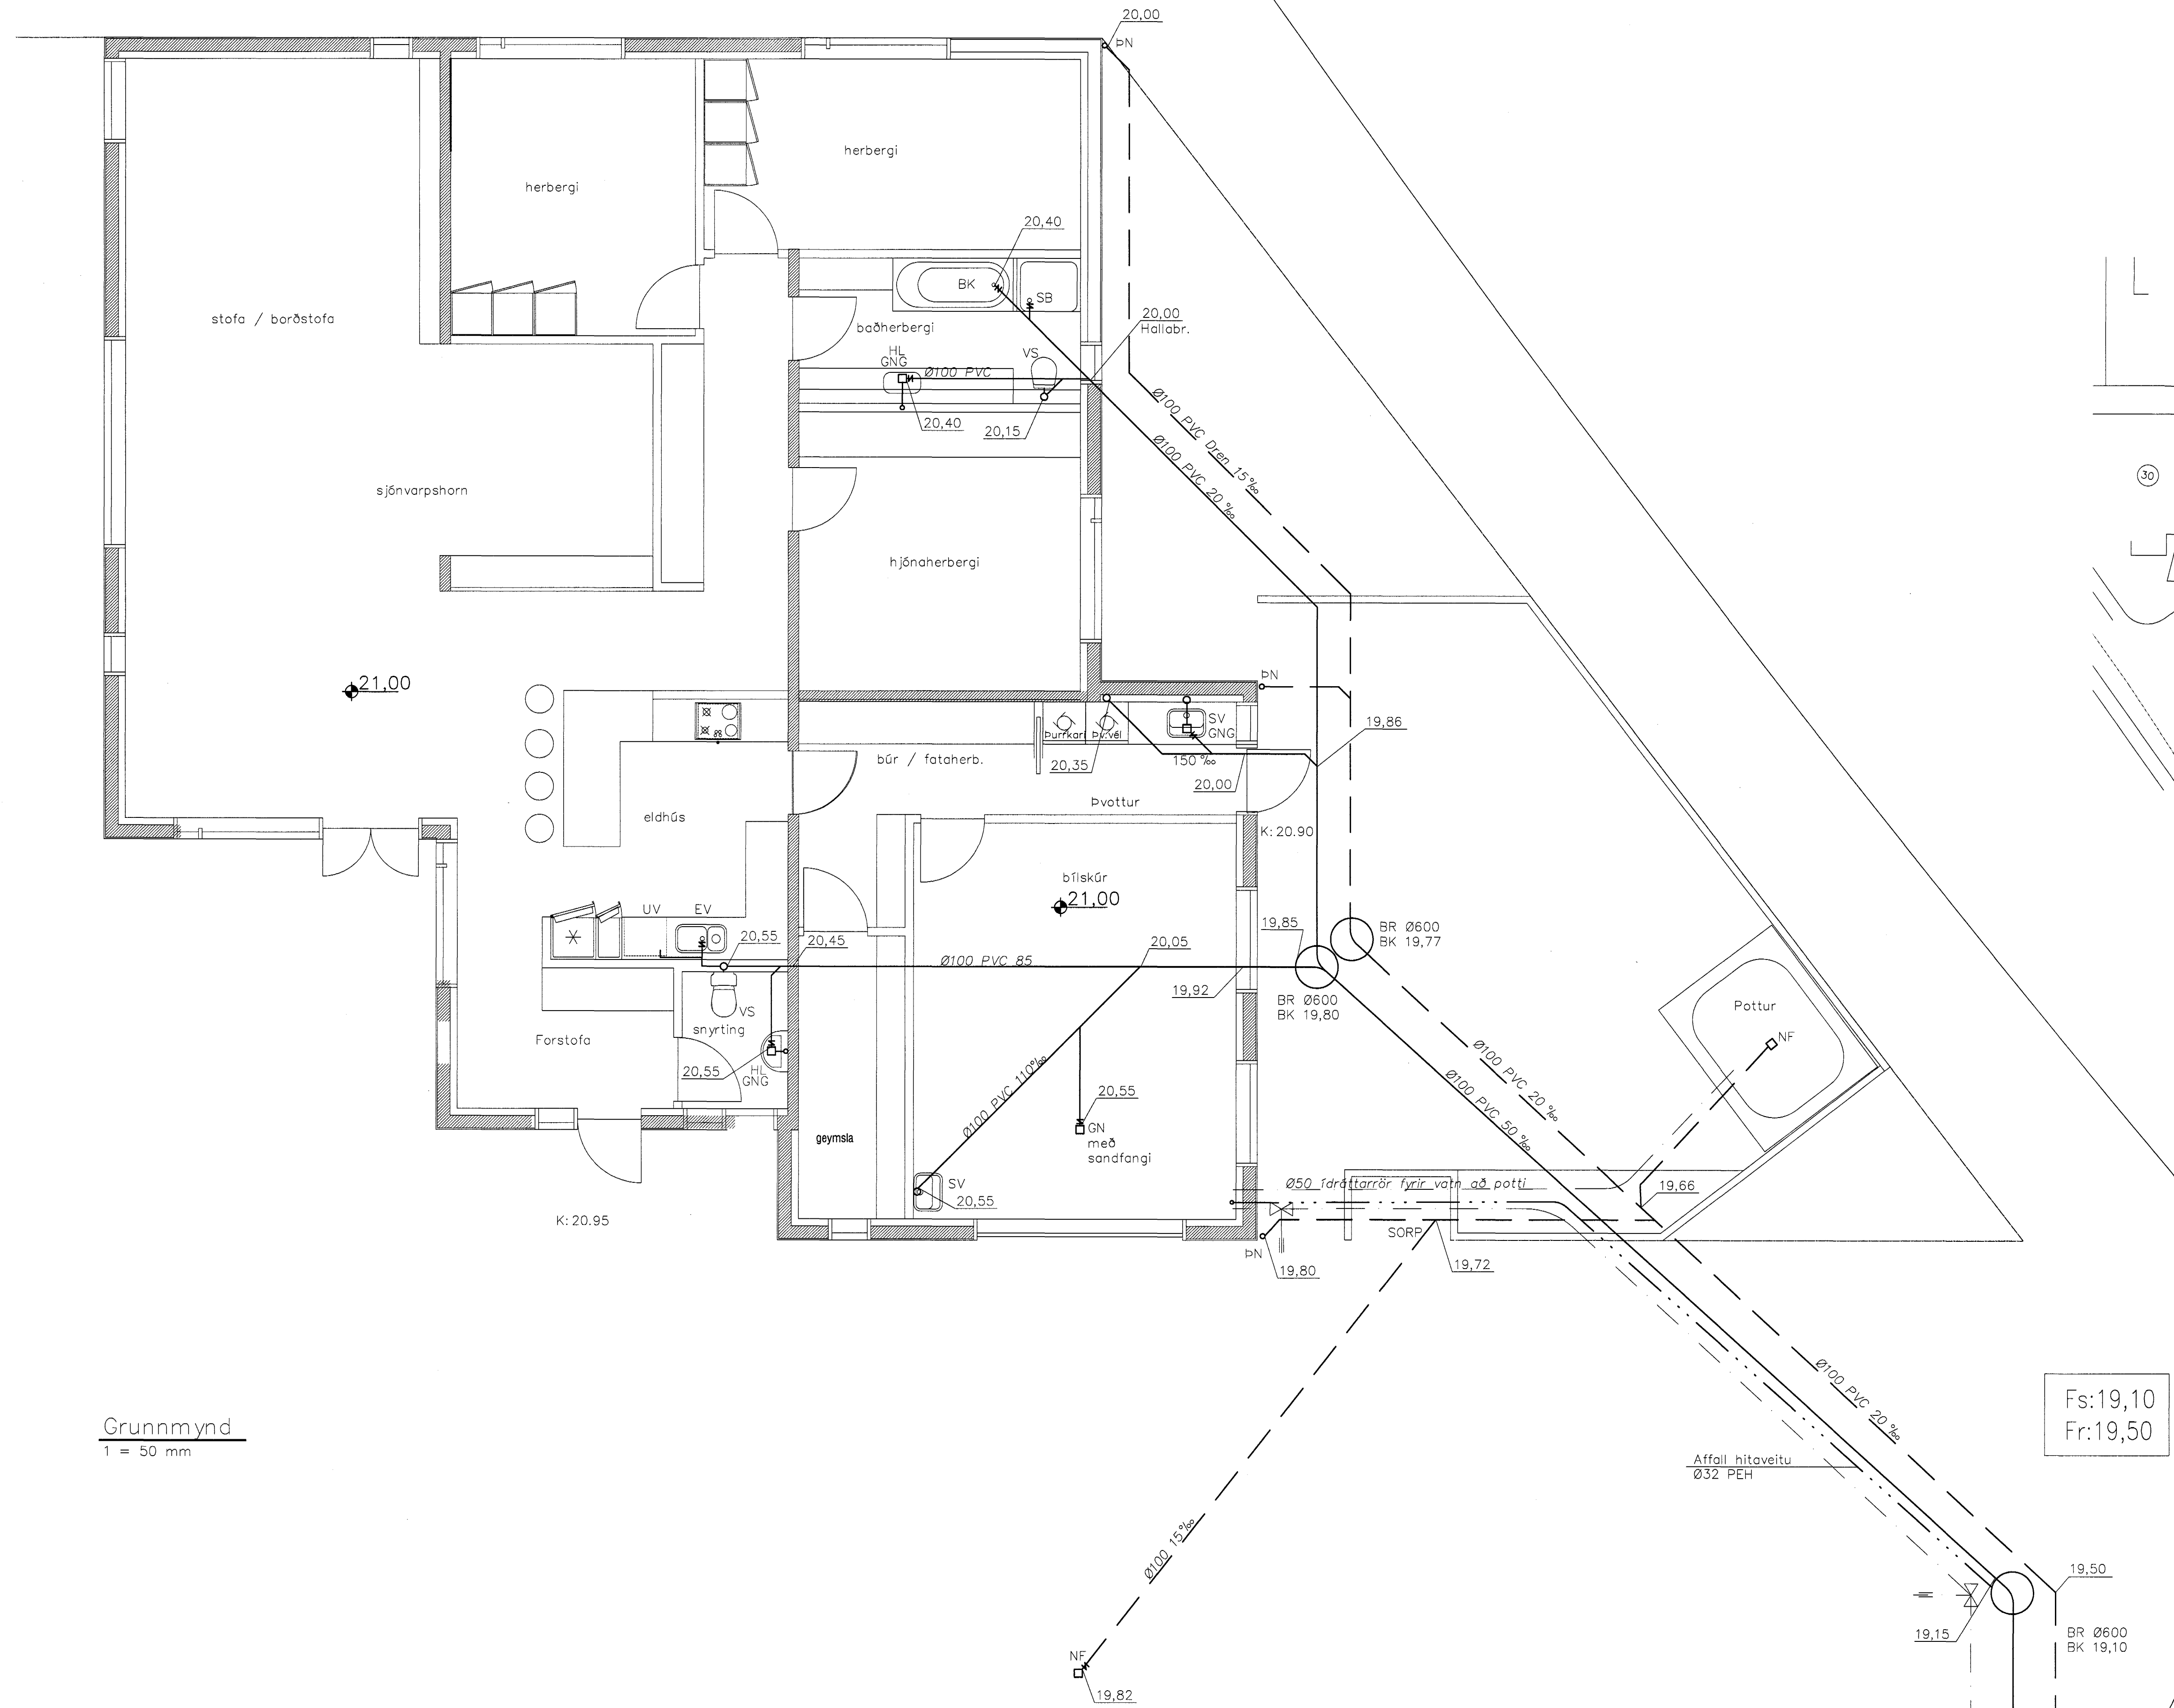 20,00
ÞN
herbergi
herbergi
20,40
BK
SB
stofa / borðstofa
baðherbergi
20,00
Hallabr.
HL
GNG
VS
Ø100 PVC
20,40
20,15
Ø100 PVC Dren 15‰
Ø100 PVC 20‰
30
sjónvarpshorn
hjónaherbergi
ÞN
21,00
SV
GNG
19,86
Þurrkari
Þv.vél
búr / fataherb.
20,35
150‰
20,00
Þvottur
eldhús
K: 20.90
bílskúr
21,00
UV
EV
20,55
20,45
20,05
19,85
BR Ø600
BK 19,77
Ø100 PVC 85
19,92
BR Ø600
BK 19,80
Pottur
NF
VS
snyrting
Forstofa
20,55
HL
GNG
Ø100 PVC 110‰
20,55
GN
með
sandfangi
Ø100 PVC 20‰
Ø100 PVC 50‰
geymsla
SV
20,55
Ø50 ídráttarrör fyrir vatn að potti
19,66
K: 20.95
SORP
ÞN
19,80
19,72
Grunnmynd
1 = 50 mm
Ø100 PVC 20‰
Fs:19,10
Fr:19,50
Affall hitaveitu
Ø32 PEH
Ø100 15‰
19,50
19,15
BR Ø600
BK 19,10
NF
19,82